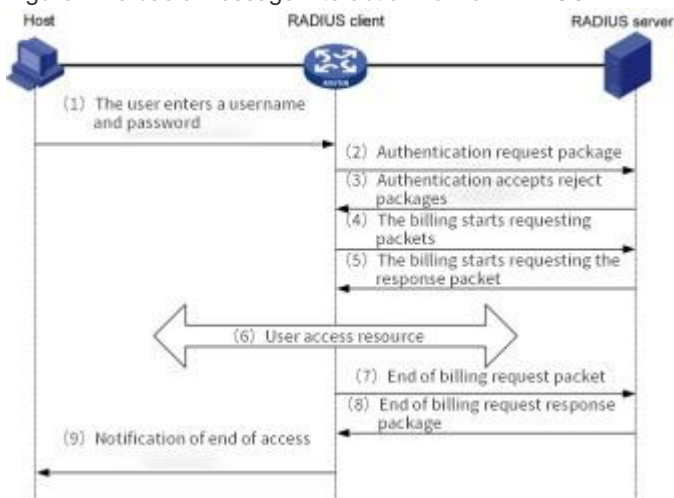 Host
RADIUS client
RADIUS server
ROUTER
(1) The user enters a username
and password
(2) Authentication request package
(3) Authentication accepts reject
packages
(4) The billing starts requesting
packets
(5) The billing starts requesting the
response packet
(6) User access resource
(7) End of billing request packet
(8) End of billing request response
package
(9) Notification of end of access